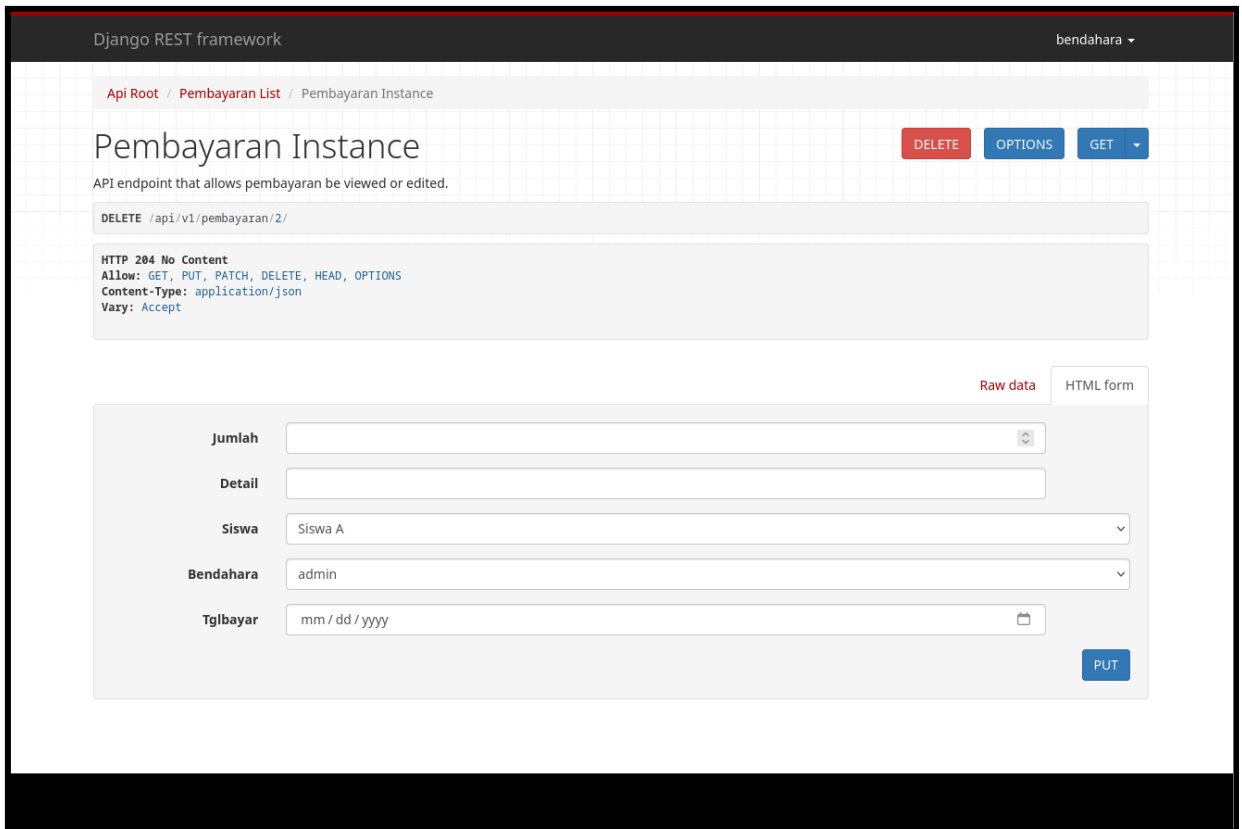 Django REST framework
bendahara
Api Root / Pembayaran List / Pembayaran Instance
Pembayaran Instance
DELETE
OPTIONS
GET
API endpoint that allows pembayaran be viewed or edited.
DELETE /api/v1/pembayaran/2/
HTTP 204 No Content
Allow: GET, PUT, PATCH, DELETE, HEAD, OPTIONS
Content-Type: application/json
Vary: Accept
Raw data
HTML form
Jumlah
Detail
Siswa
Siswa A
Bendahara
admin
Tglbayar
mm / dd / yyyy
PUT